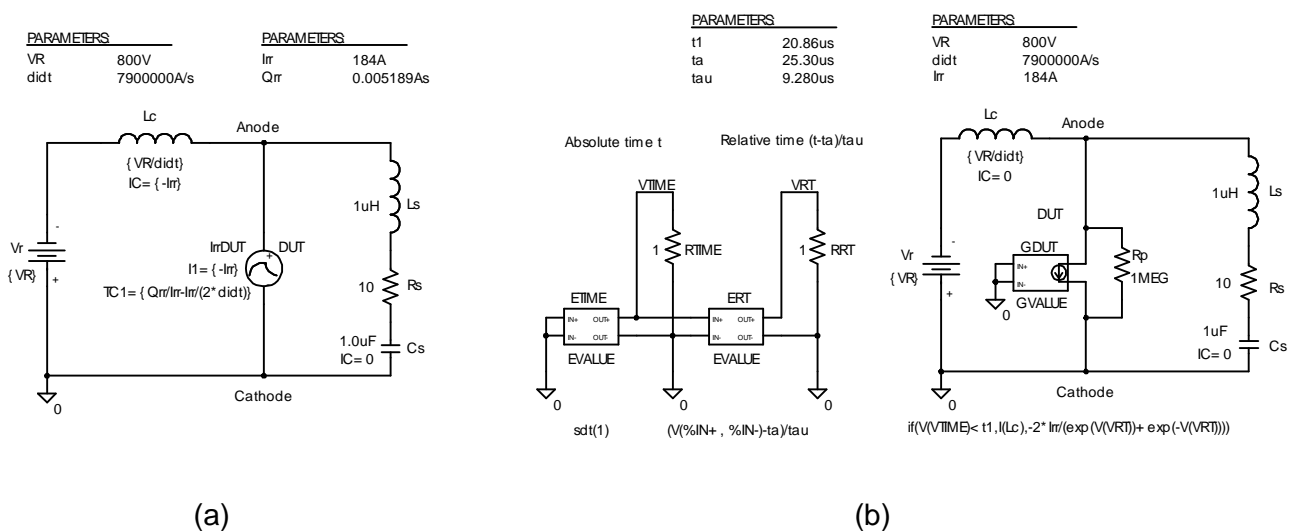 PARAMETERS:
VR 800V
didt 7900000A/s
PARAMETERS:
Irr 184A
Qrr 0.005189As
Lc
{VR/didt}
IC={-Irr}
Anode
1uH
Ls
Vr
-
+
{VR}
IrrDUT
DUT
+
I1={-Irr}
TC1={Qrr/Irr-Irr/(2*didt)}
10
Rs
1.0uF
IC=0
Cs
0
Cathode
(a)
PARAMETERS:
t1 20.86us
ta 25.30us
tau 9.280us
PARAMETERS:
VR 800V
didt 7900000A/s
Irr 184A
Absolute time t
Relative time (t-ta)/tau
VTIME
VRT
1
RTIME
1
RRT
ETIME
IN+ OUT+
IN- OUT-
EVALUE
ERT
IN+ OUT+
IN- OUT-
EVALUE
0
0
0
sdt(1)
(V(%IN+, %IN-)-ta)/tau
Lc
{VR/didt}
IC=0
Anode
1uH
Ls
DUT
GDUT
IN+
IN-
GVALUE
0
Rp
1MEG
Vr
-
+
{VR}
10
Rs
1uF
IC=0
Cs
0
Cathode
if(V(VTIME)<t1,I(Lc),-2*Irr/(exp(V(VRT))+exp(-V(VRT))))
(b)